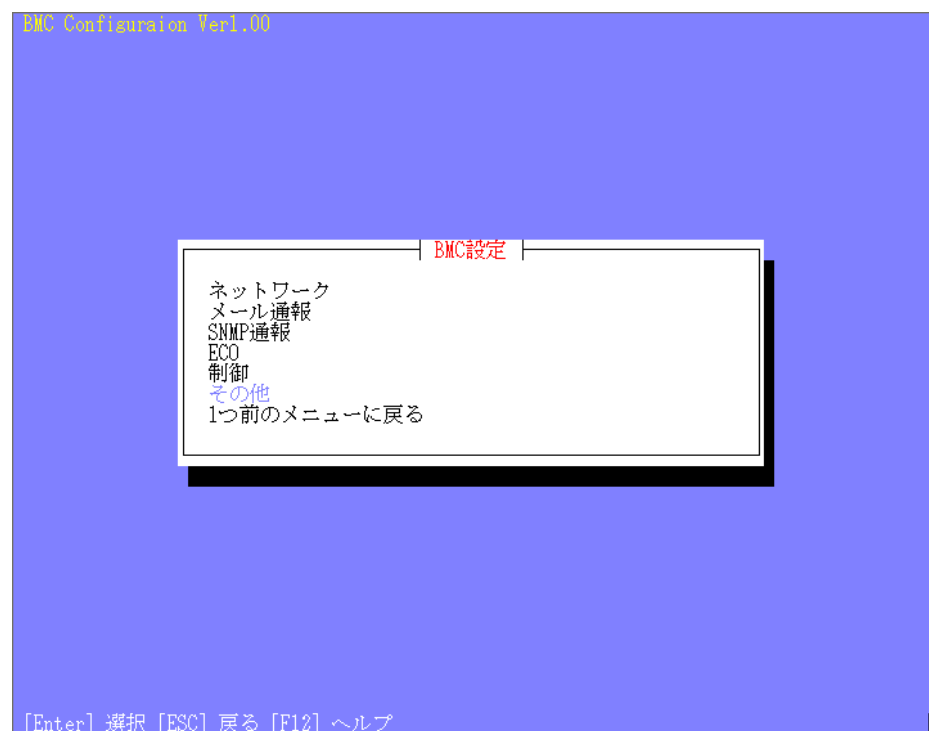 BMC Configuraion Ver1.00
BMC設定
ネットワーク
メール通報
SNMP通報
ECO
制御
その他
1つ前のメニューに戻る
[Enter] 選択 [ESC] 戻る [F12] ヘルプ